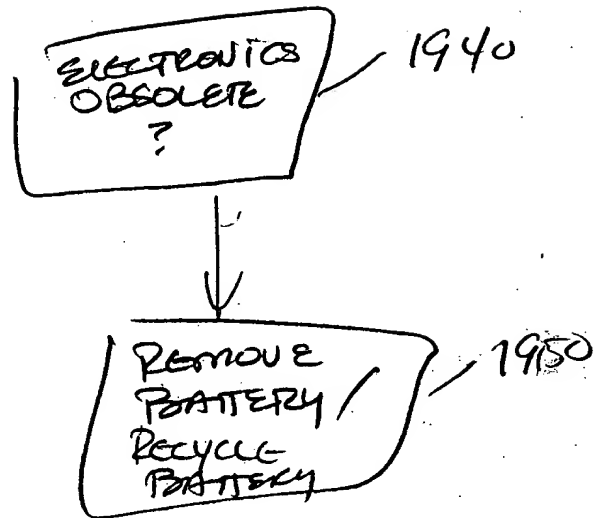 ELECTRONICS
OBSOLETE
?
1940
REMOVE
BATTERY /
RECYCLE
BATTERY
1950